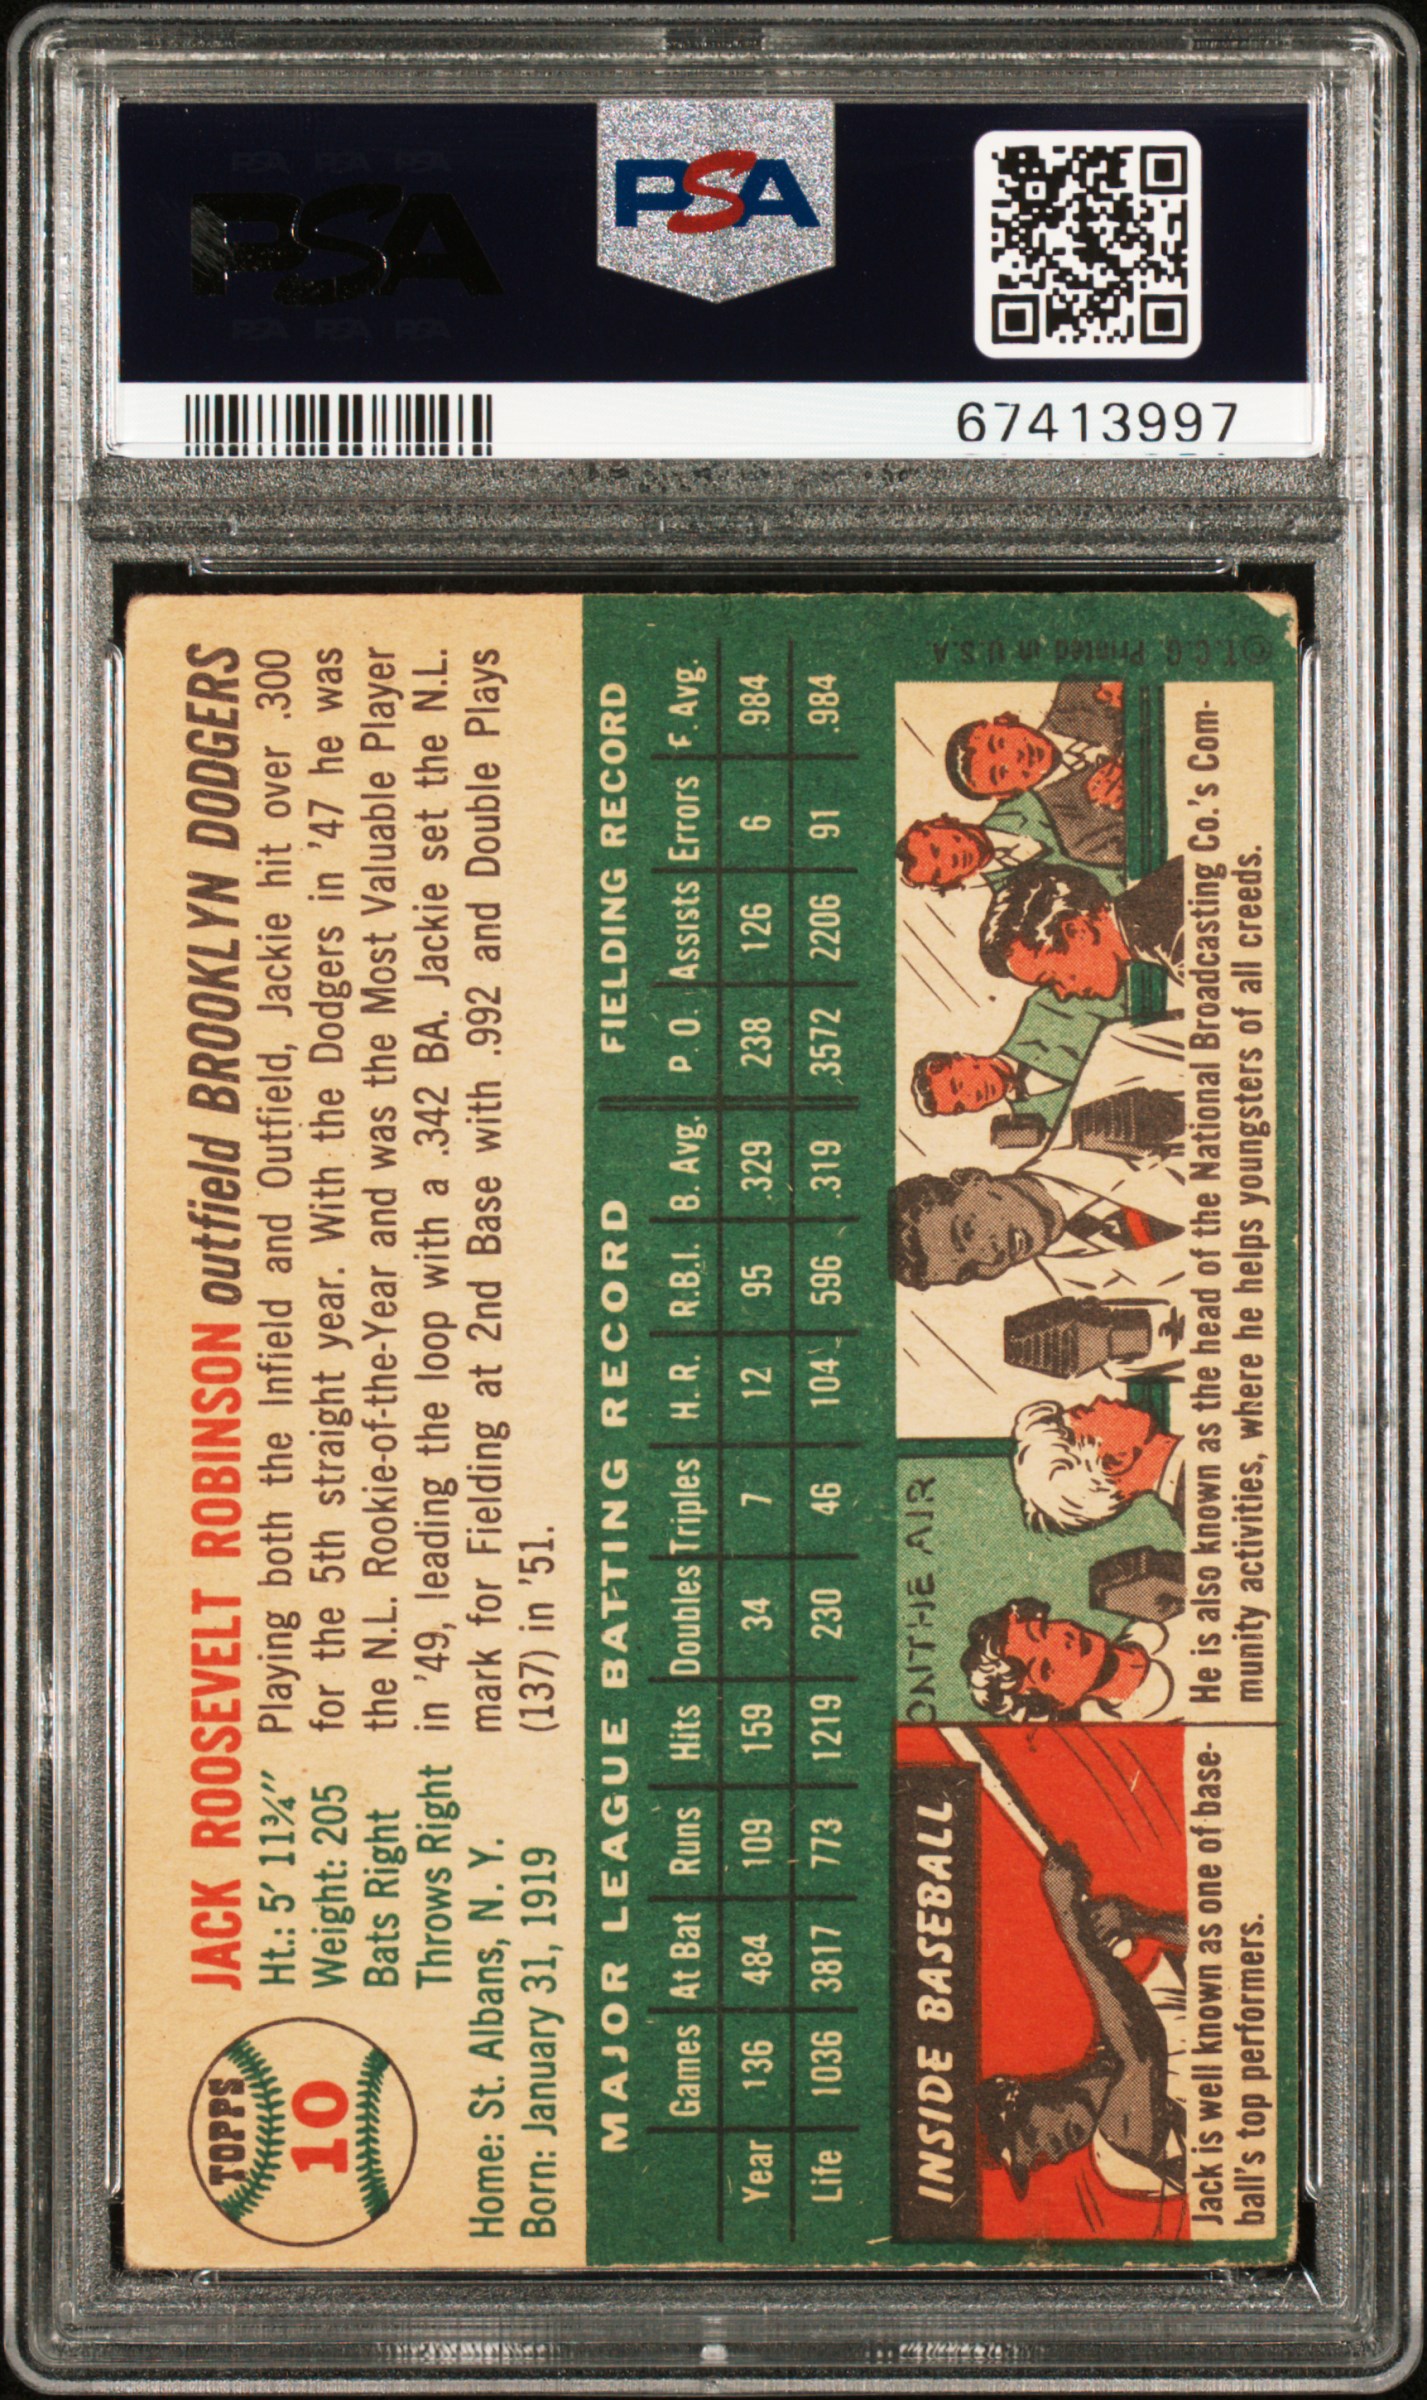 PSA PSA PSA
PSA
PSA PSA PSA
PSA
67413997
TOPPS
10
JACK ROOSEVELT ROBINSON outfield BROOKLYN DODGERS
Ht.: 5' 11¾"
Weight: 205
Bats Right
Throws Right
Home: St. Albans, N. Y.
Born: January 31, 1919
Playing both the Infield and Outfield, Jackie hit over .300
for the 5th straight year. With the Dodgers in '47 he was
the N.L. Rookie-of-the-Year and was the Most Valuable Player
in '49, leading the loop with a .342 BA. Jackie set the N.L.
mark for Fielding at 2nd Base with .992 and Double Plays
(137) in '51.
MAJOR LEAGUE BATTING RECORD FIELDING RECORD
Games At Bat Runs Hits Doubles Triples H.R. R.B.I. B. Avg. P. O. Assists Errors F. Avg.
Year 136 484 109 159 34 7 12 95 .329 238 126 6 .984
Life 1036 3817 773 1219 230 46 104 596 .319 3572 2206 91 .984
INSIDE BASEBALL
ON THE AIR
Jack is well known as one of base-
ball's top performers.
He is also known as the head of the National Broadcasting Co.'s Com-
munity activities, where he helps youngsters of all creeds.
©T.C.G. Printed in U.S.A.